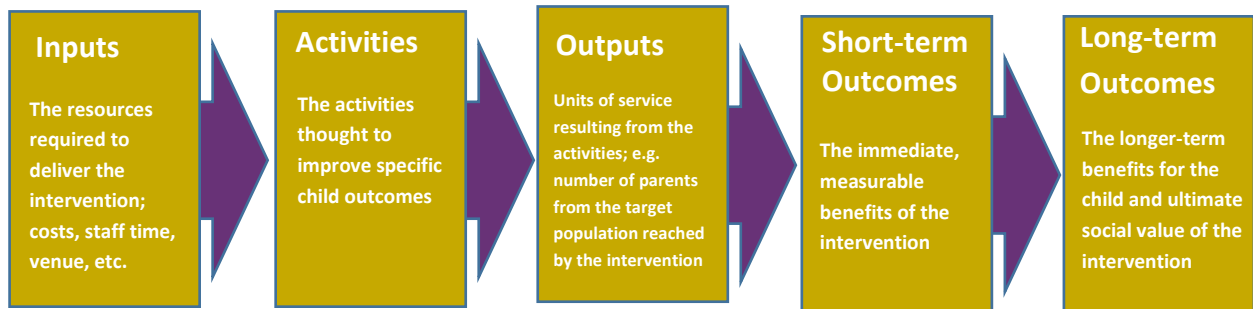 Inputs
The resources
required to
deliver the
intervention;
costs, staff time,
venue, etc.
Activities
The activities
thought to
improve specific
child outcomes
Outputs
Units of service
resulting from the
activities; e.g.
number of parents
from the target
population reached
by the intervention
Short-term
Outcomes
The immediate,
measurable
benefits of the
intervention
Long-term
Outcomes
The longer-term
benefits for the
child and ultimate
social value of the
intervention